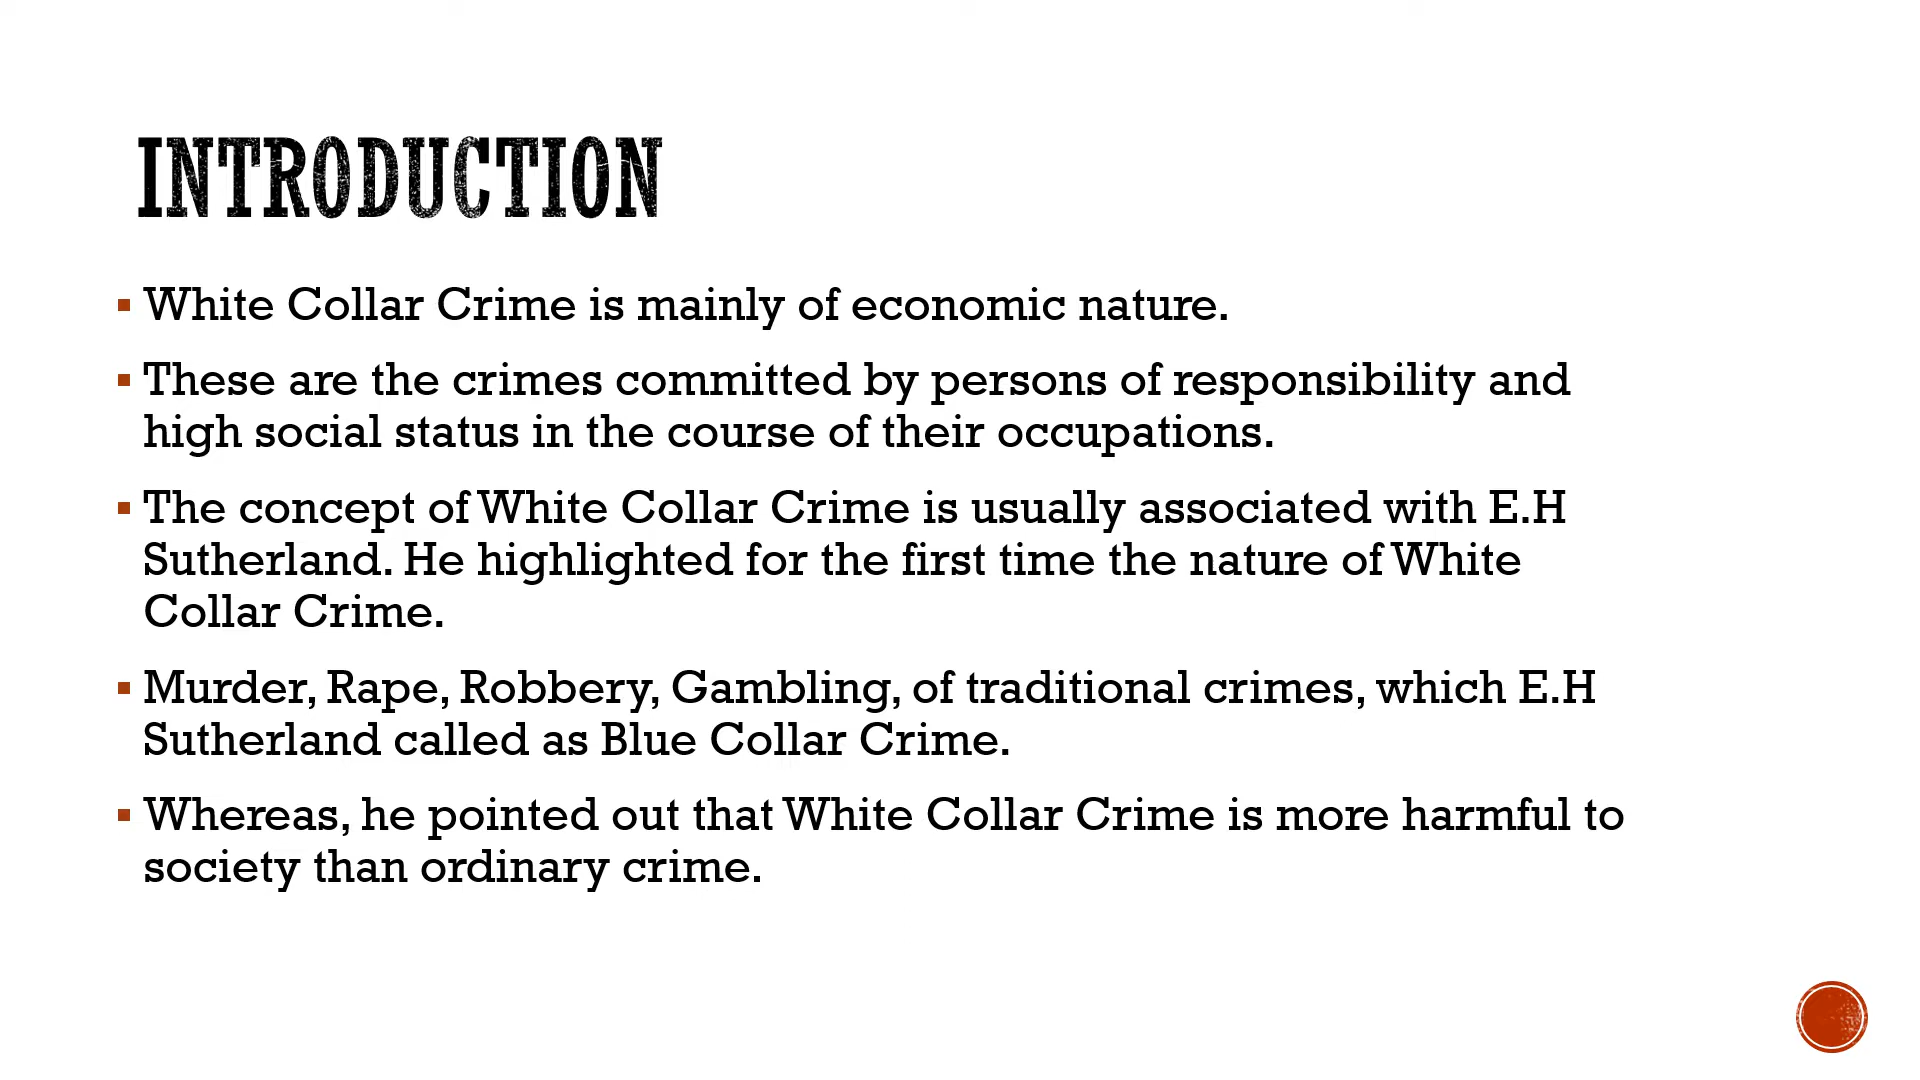 INTRODUCTION
▪ White Collar Crime is mainly of economic nature.
▪ These are the crimes committed by persons of responsibility and
high social status in the course of their occupations.
▪ The concept of White Collar Crime is usually associated with E.H
Sutherland. He highlighted for the first time the nature of White
Collar Crime.
▪ Murder, Rape, Robbery, Gambling, of traditional crimes, which E.H
Sutherland called as Blue Collar Crime.
▪ Whereas, he pointed out that White Collar Crime is more harmful to
society than ordinary crime.